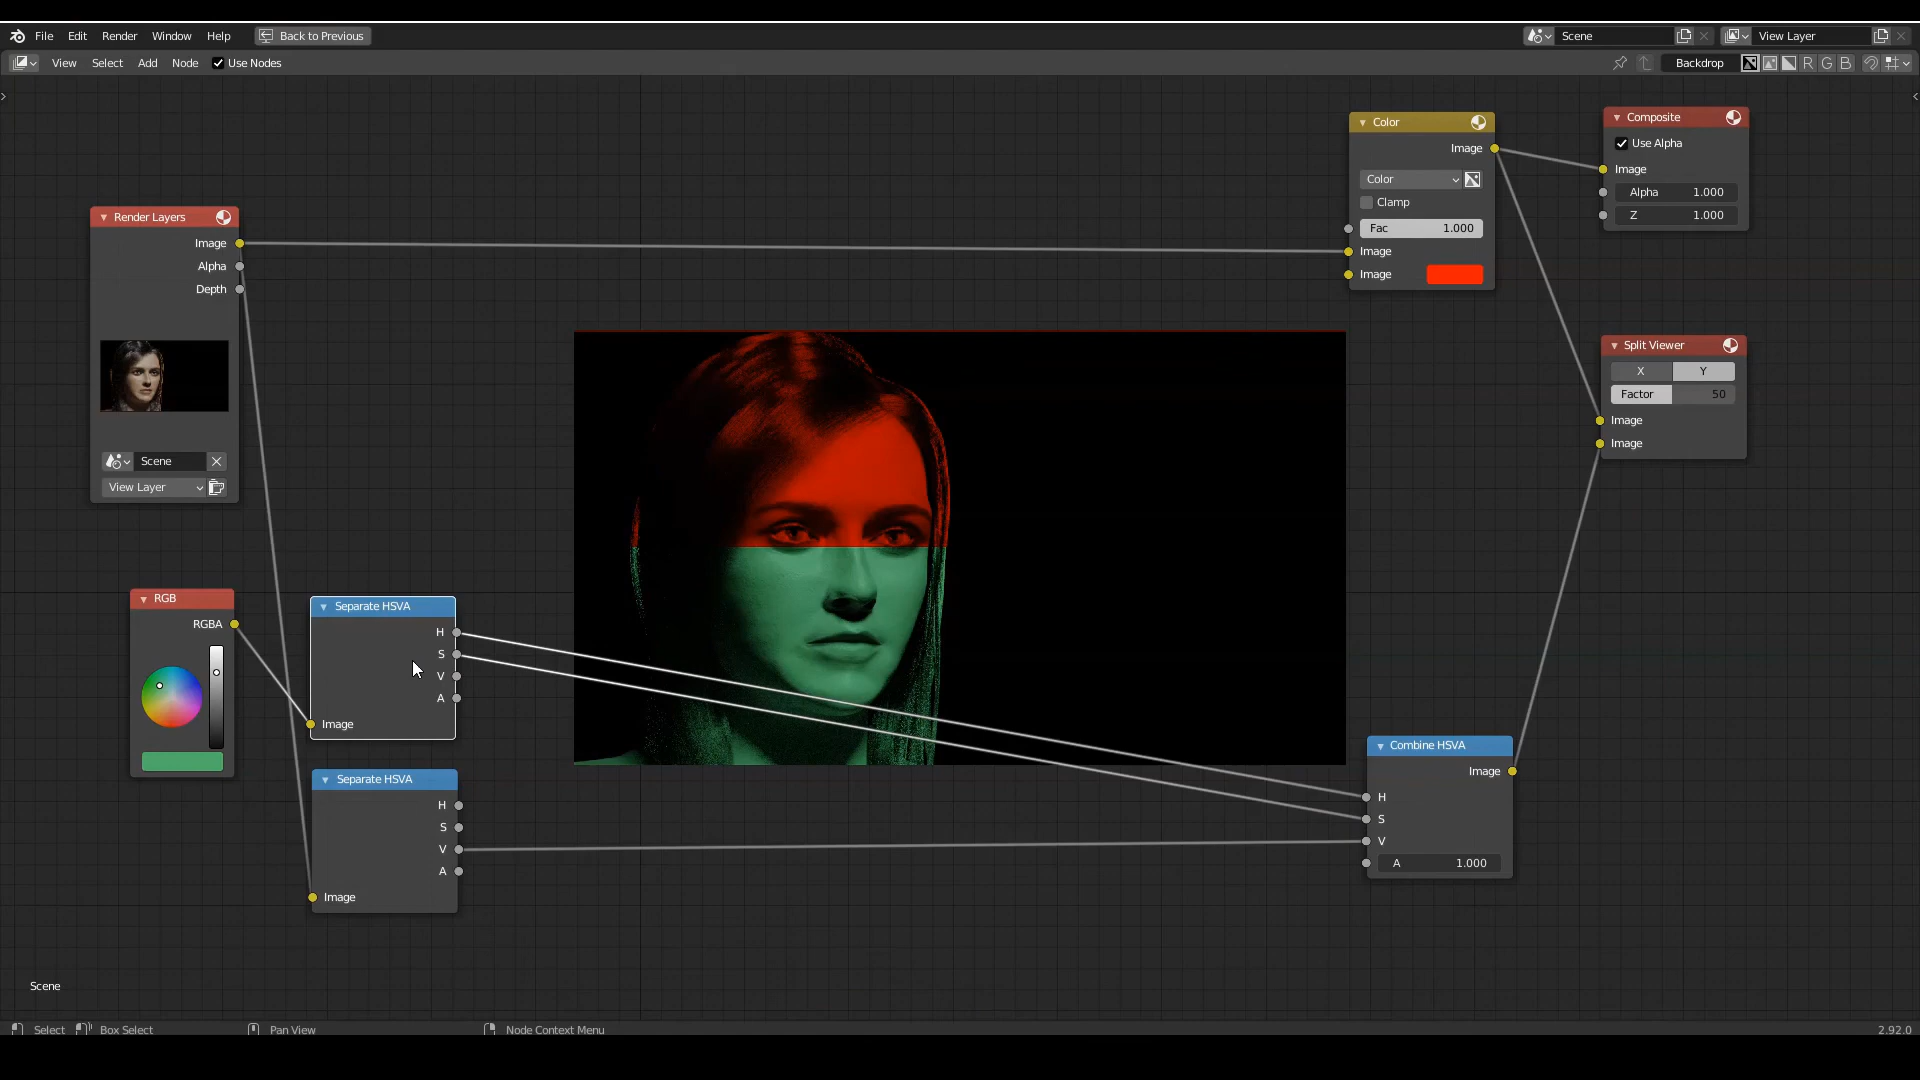 File Edit Render Window Help Back to Previous Scene View Layer
View Select Add Node Use Nodes Backdrop R G B
Color
Image
Color
Clamp
Fac 1.000
Image
Image
Composite
Use Alpha
Image
Alpha 1.000
Z 1.000
Render Layers
Image
Alpha
Depth
Scene
View Layer
Split Viewer
X Y
Factor 50
Image
Image
RGB
RGBA
Separate HSVA
H
S
V
A
Image
Separate HSVA
H
S
V
A
Image
Combine HSVA
Image
H
S
V
A 1.000
Scene
Select Box Select Pan View Node Context Menu 2.92.0